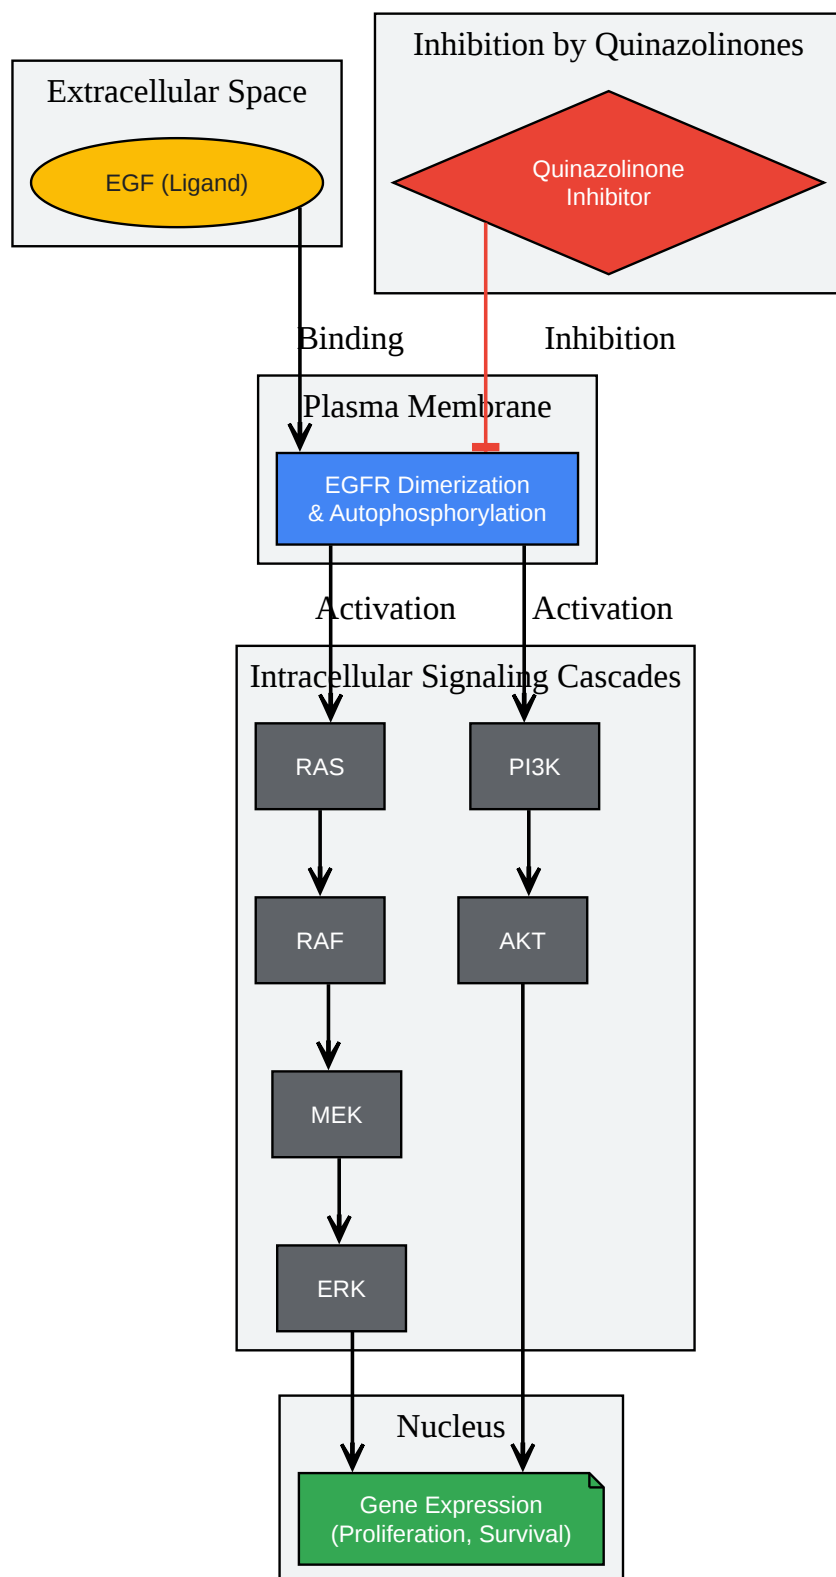 Inhibition by Quinazolinones
Extracellular Space
Quinazolinone
Inhibitor
EGF (Ligand)
Binding
Inhibition
Plasma Membrane
EGFR Dimerization
& Autophosphorylation
Activation
Activation
Intracellular Signaling Cascades
RAS
PI3K
RAF
AKT
MEK
ERK
Nucleus
Gene Expression
(Proliferation, Survival)